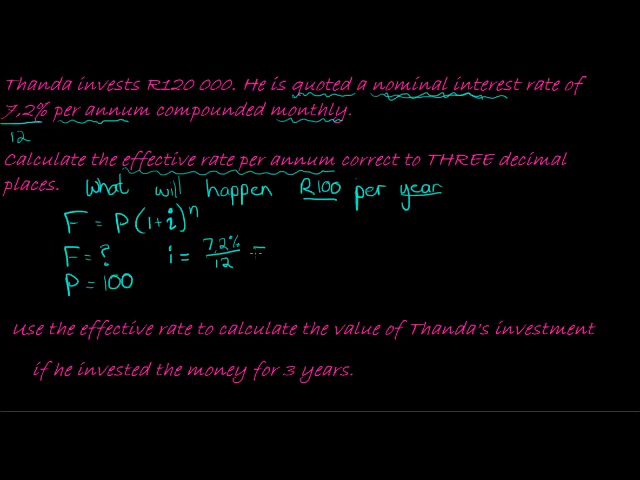 Thanda invests R120 000. He is quoted a nominal interest rate of
7,2% per annum compounded monthly.
12
Calculate the effective rate per annum correct to THREE decimal
places. What will happen R100 per year
F = P(1+i)^n
F = ? i = 7,2%/12 =
P = 100
Use the effective rate to calculate the value of Thanda's investment
if he invested the money for 3 years.